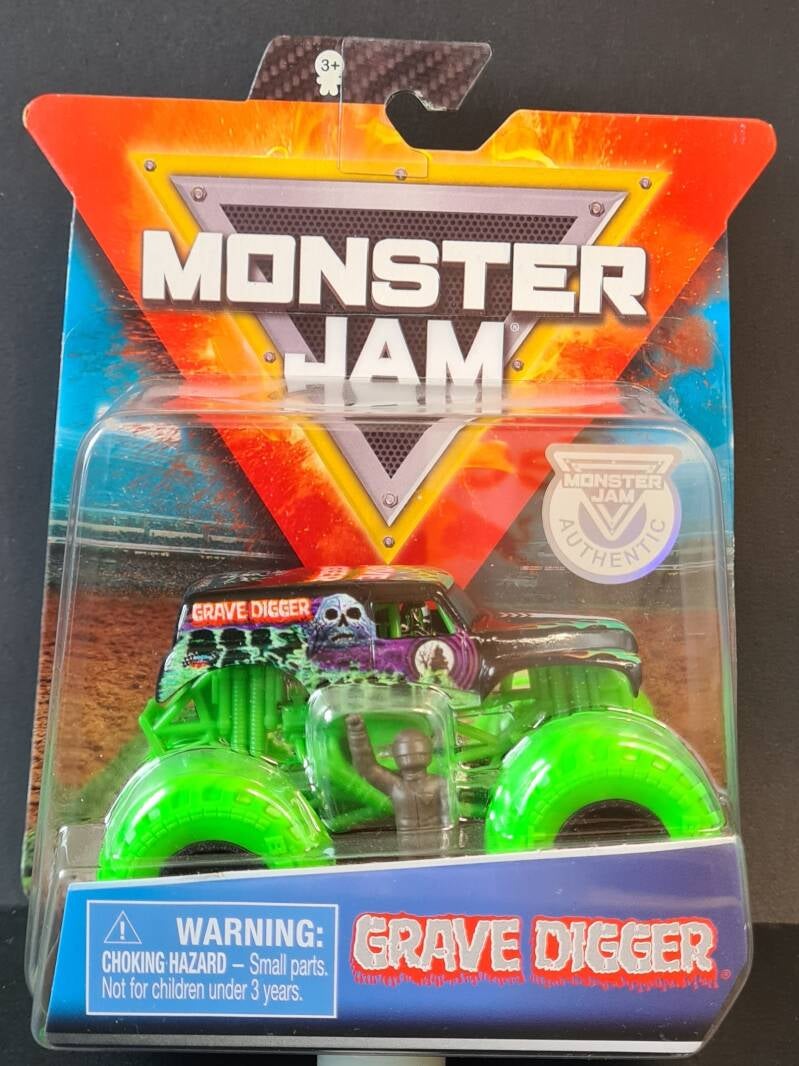 3+
MONSTER
JAM®
MONSTER
JAM
AUTHENTIC
GRAVE DIGGER
WARNING:
CHOKING HAZARD – Small parts.
Not for children under 3 years.
GRAVE DIGGER®